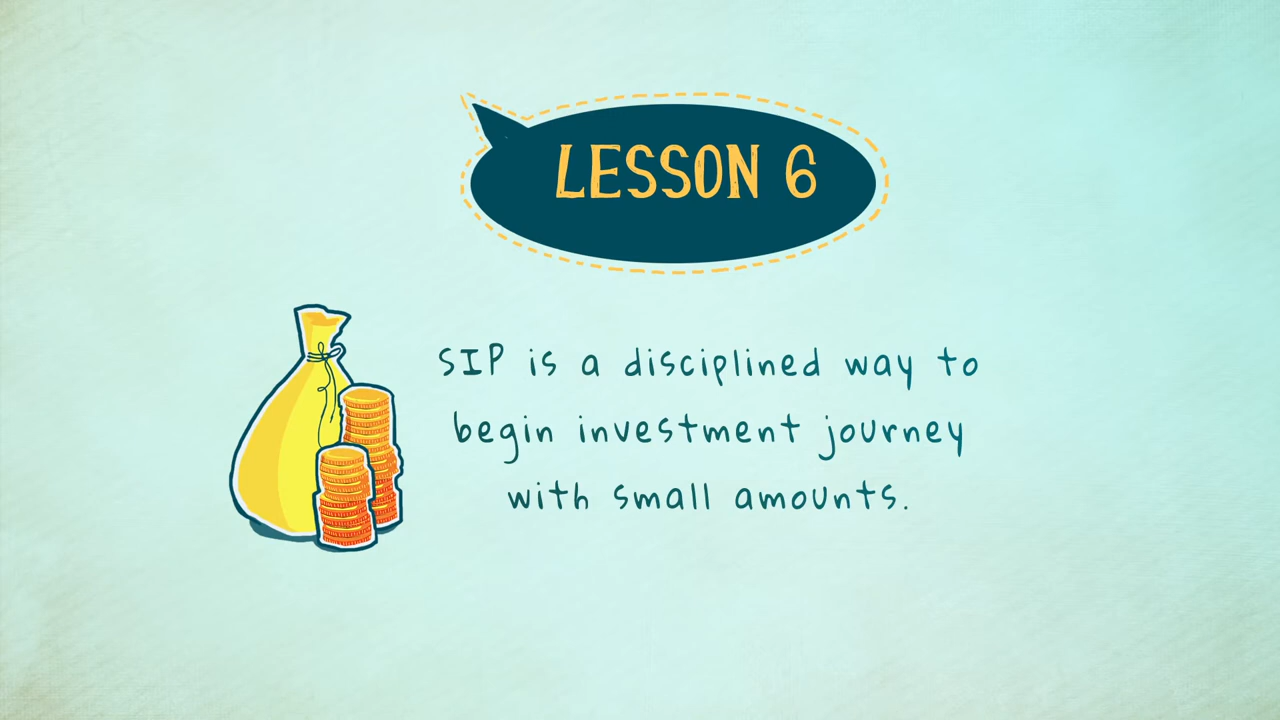 LESSON 6
SIP is a disciplined way to
begin investment journey
with small amounts.